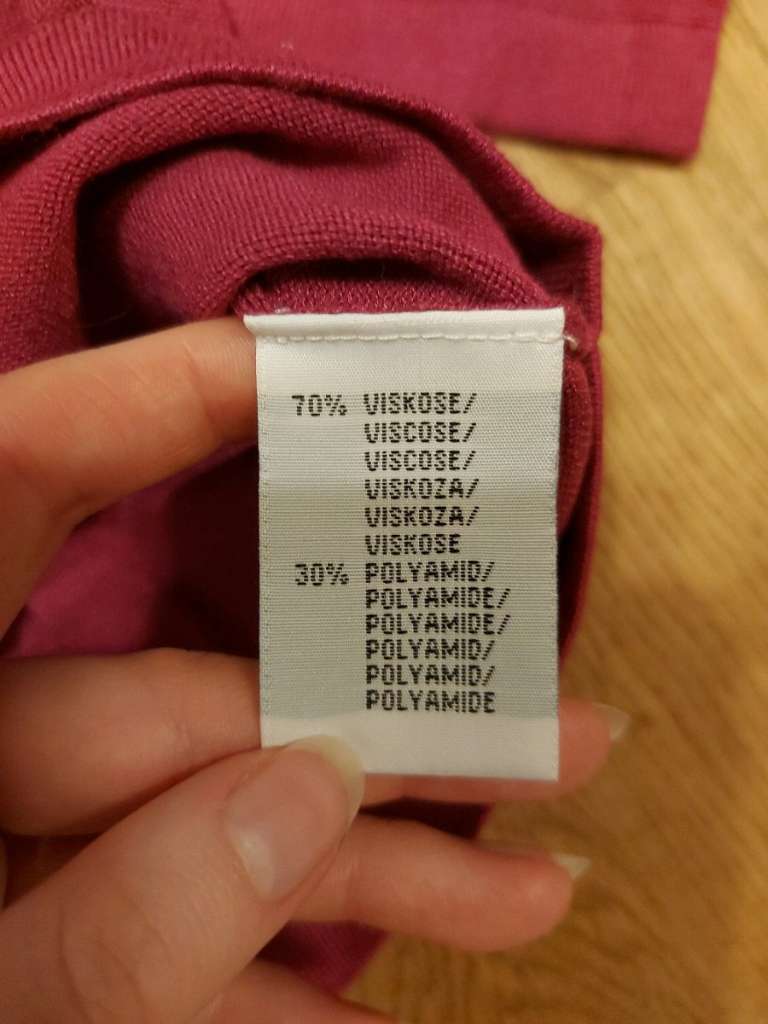 70% VISKOSE/
VISCOSE/
VISCOSE/
VISKOZA/
VISKOZA/
VISKOSE
30% POLYAMID/
POLYAMIDE/
POLYAMIDE/
POLYAMID/
POLYAMID/
POLYAMIDE